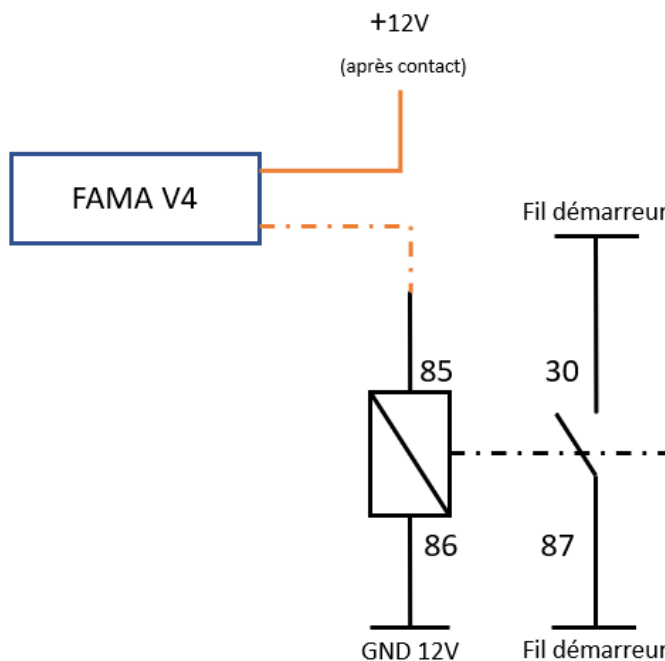 +12V
(après contact)
FAMA V4
Fil démarreur
85
30
86
87
GND 12V
Fil démarreur